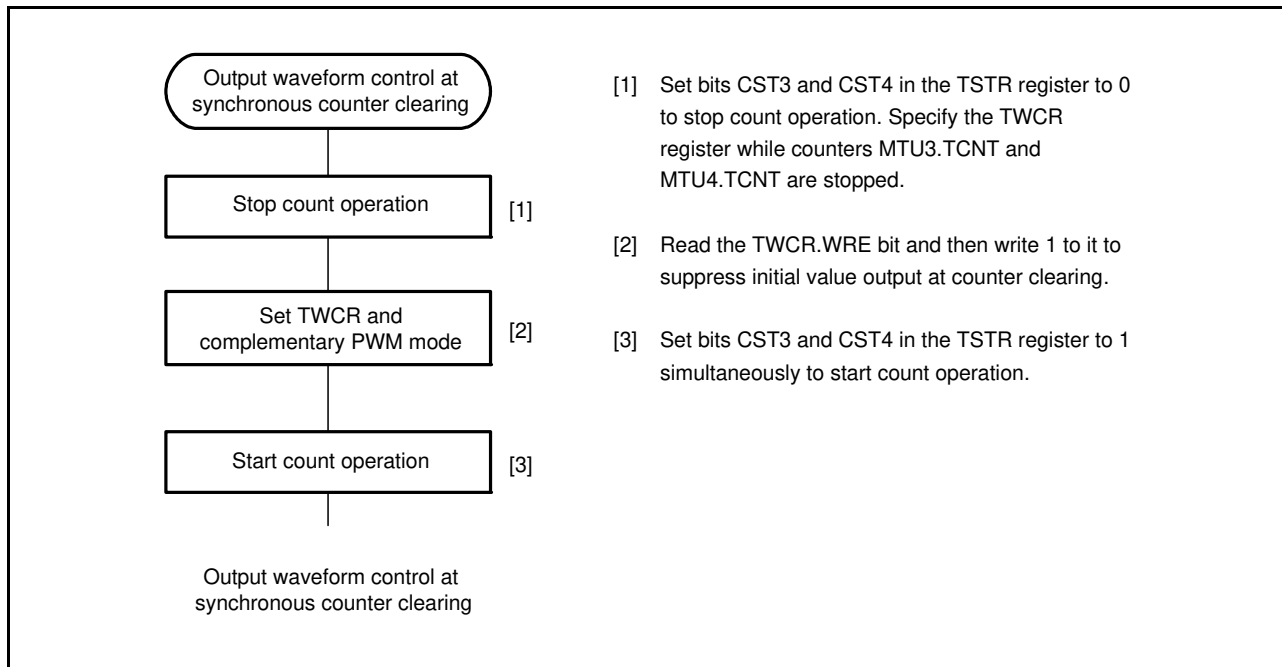 Output waveform control at
synchronous counter clearing
Stop count operation
[1]
Set TWCR and
complementary PWM mode
[2]
Start count operation
[3]
Output waveform control at
synchronous counter clearing
[1] Set bits CST3 and CST4 in the TSTR register to 0
to stop count operation. Specify the TWCR
register while counters MTU3.TCNT and
MTU4.TCNT are stopped.
[2] Read the TWCR.WRE bit and then write 1 to it to
suppress initial value output at counter clearing.
[3] Set bits CST3 and CST4 in the TSTR register to 1
simultaneously to start count operation.